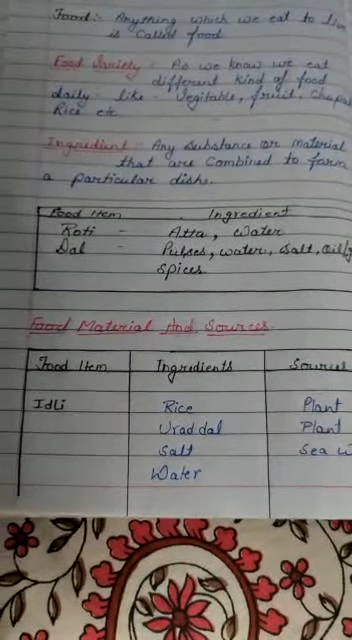 Food:- Anything which we eat to live
is Called food
Food Variety:- As we know we eat
different kind of food
daily like - Vegitable, fruit, Chapa
Rice etc
Ingredient:- Any substance or material
that are combined to form
a particular dish.
Food Item Ingredient
Roti - Atta, Water
Dal - Pulses, water, Salt, Oil/g
Spices
Food Material And Sources.
Food Item Ingredients Sources
Idli Rice Plant
Urad dal Plant
Salt Sea w
Water